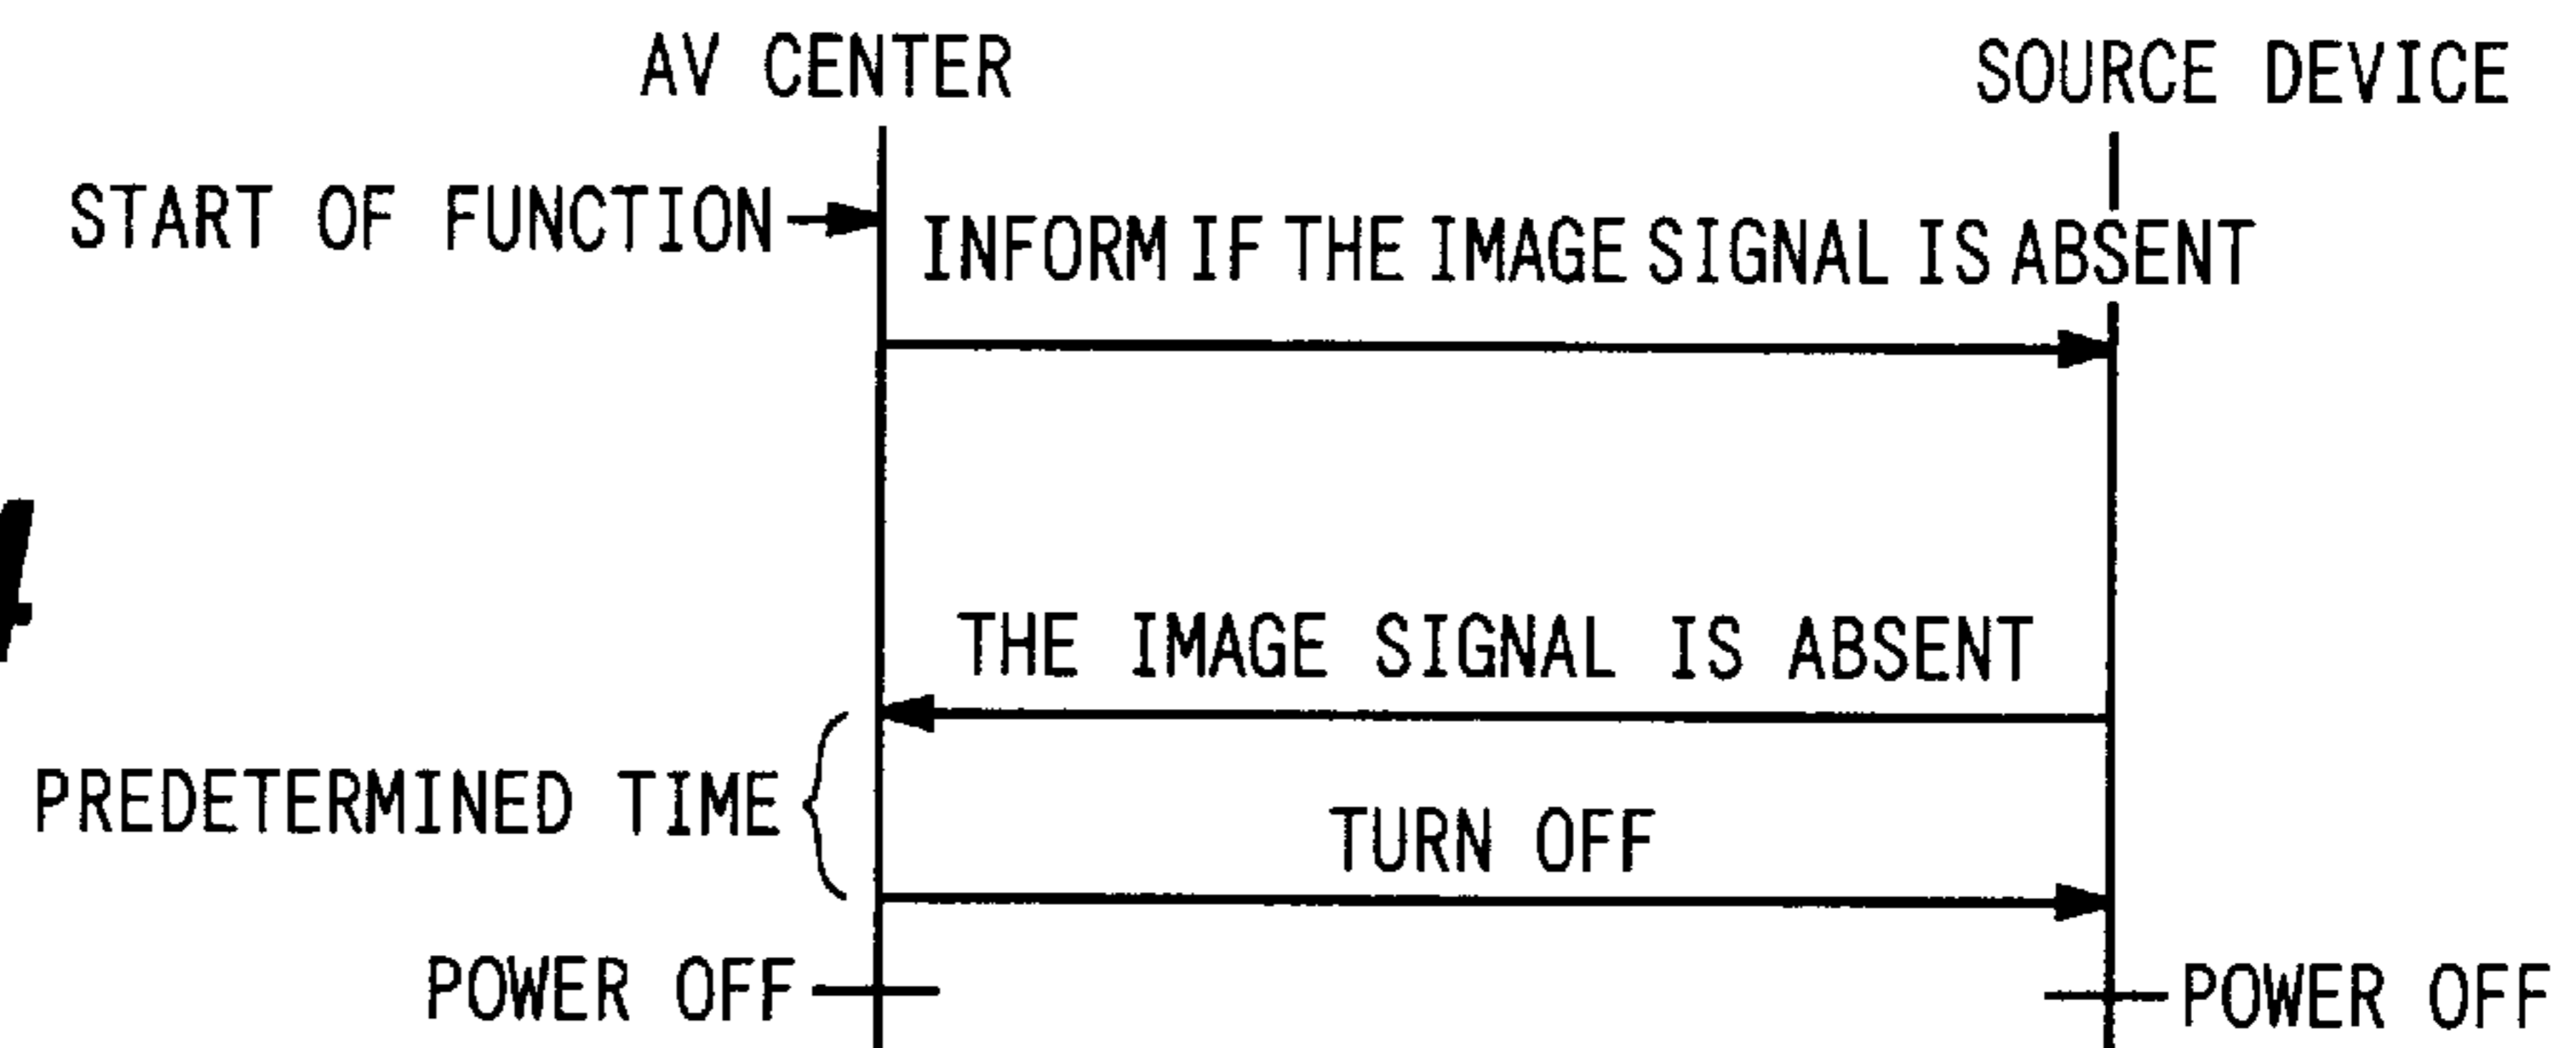 AV CENTER
SOURCE DEVICE
START OF FUNCTION
INFORM IF THE IMAGE SIGNAL IS ABSENT
THE IMAGE SIGNAL IS ABSENT
PREDETERMINED TIME
TURN OFF
POWER OFF
POWER OFF